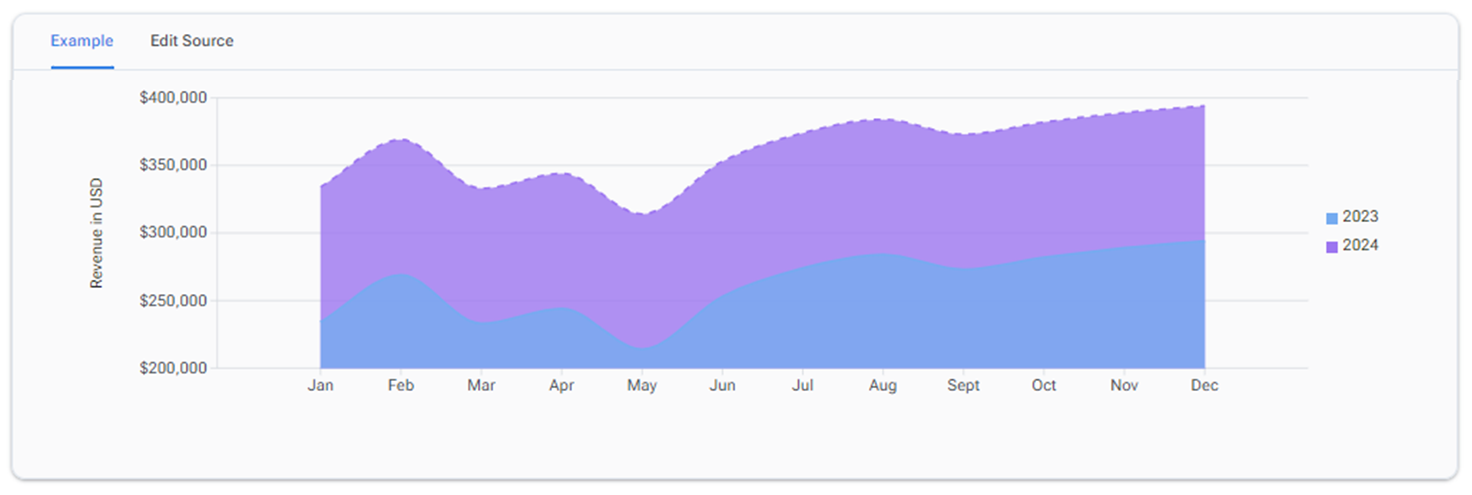 Example Edit Source
$400,000
$350,000
$300,000
$250,000
$200,000
Revenue in USD
Jan Feb Mar Apr May Jun Jul Aug Sept Oct Nov Dec
2023
2024